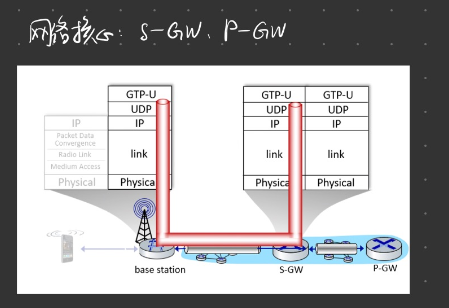 网络核心: S-GW、P-GW
GTP-U
UDP
IP
link
Physical
GTP-U
UDP
IP
link
Physical
GTP-U
UDP
IP
link
Physical
IP
Packet Data
Convergence
Radio Link
Medium Access
Physical
base station
S-GW
P-GW